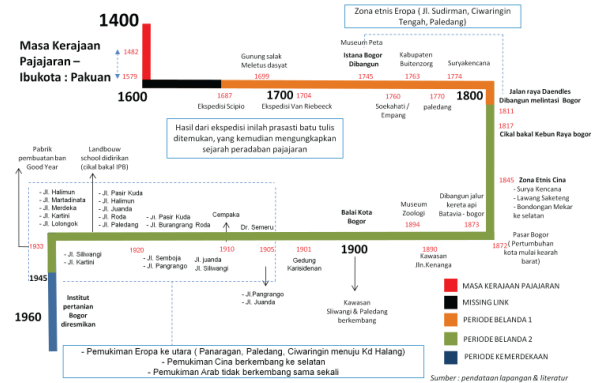 1400
Zona etnis Eropa ( Jl. Sudirman, Ciwaringin
Tengah, Paledang)
Masa Kerajaan
Pajajaran –
Ibukota : Pakuan
1482
1579
Gunung salak
Meletus dasyat
Museum Peta
Istana Bogor
Dibangun
Kabupaten
Buitenzorg
Suryakencana
1699
1745
1763
1774
1600
1687
1700
1704
1760
1770
1800
Ekspedisi Scipio
Ekspedisi Van Riebeeck
Soekahati /
Empang
paledang
Jalan raya Daendles
Dibangun melintasi Bogor
1811
1817
Cikal bakal Kebun Raya bogor
Hasil dari ekspedisi inilah prasasti batu tulis
ditemukan, yang kemudian mengungkapkan
sejarah peradaban pajajaran
Pabrik
pembuatan ban
Good Year
Landbouw
school didirikan
(cikal bakal IPB)
- Jl. Halimun
- Jl. Martadinata
- Jl. Merdeka
- Jl. Kartini
- Jl. Lolongok
- Jl. Pasir Kuda
- Jl. Halimun
- Jl. Juanda
- Jl. Roda
- Jl. Paledang
- Jl. Pasir Kuda
- Jl. Burangrang Roda
Cempaka
Dr. Semeru
Balai Kota
Bogor
Museum
Zoologi
1894
Dibangun jalur
kereta api
Batavia - bogor
1873
1845
Zona Etnis Cina
- Surya Kencana
- Lawang Saketeng
- Bondongan Mekar
ke selatan
1872
Pasar Bogor
( Pertumbuhan
kota mulai kearah
barat)
1933
- Jl. Siliwangi
- Jl. Kartini
1920
- Jl. Semboja
- Jl. Pangrango
1910
Jl. juanda
Jl. Siliwangi
1905
1901
Gedung
Karisidenan
1900
1890
Kawasan
Jln.Kenanga
1945
1960
Institut
pertanian
Bogor
diresmikan
- Jl.Pangrango
- Jl. Juanda
Kawasan
Sliwangi & Paledang
berkembang
MASA KERAJAAN PAJAJARAN
MISSING LINK
PERIODE BELANDA 1
PERIODE BELANDA 2
PERIODE KEMERDEKAAN
- Pemukiman Eropa ke utara ( Panaragan, Paledang, Ciwaringin menuju Kd Halang)
- Pemukiman Cina berkembang ke selatan
- Pemukiman Arab tidak berkembang sama sekali
Sumber : pendataan lapangan & literatur